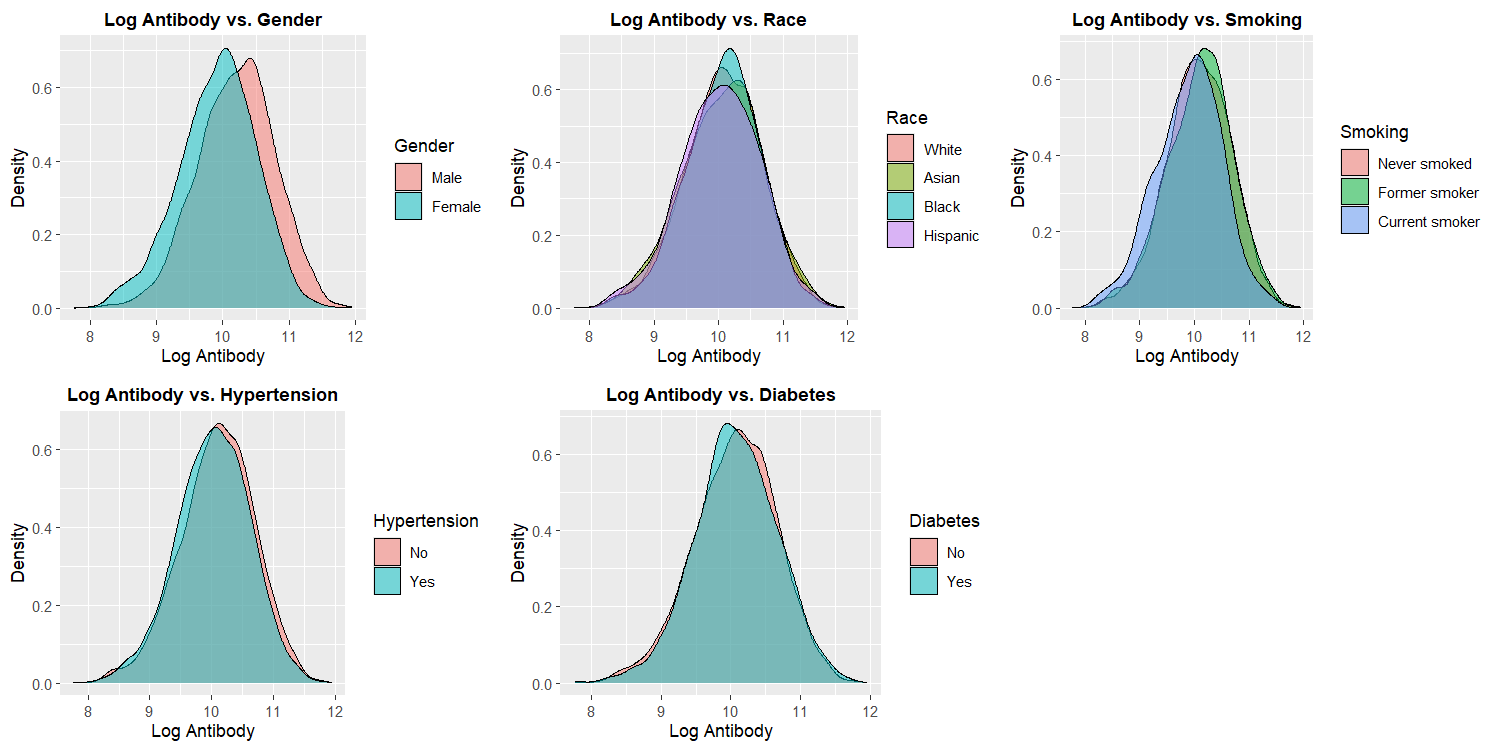 Log Antibody vs. Gender
Density
0.6
0.4
0.2
0.0
8 9 10 11 12
Log Antibody
Gender
Male
Female
Log Antibody vs. Race
Density
0.6
0.4
0.2
0.0
8 9 10 11 12
Log Antibody
Race
White
Asian
Black
Hispanic
Log Antibody vs. Smoking
Density
0.6
0.4
0.2
0.0
8 9 10 11 12
Log Antibody
Smoking
Never smoked
Former smoker
Current smoker
Log Antibody vs. Hypertension
Density
0.6
0.4
0.2
0.0
8 9 10 11 12
Log Antibody
Hypertension
No
Yes
Log Antibody vs. Diabetes
Density
0.6
0.4
0.2
0.0
8 9 10 11 12
Log Antibody
Diabetes
No
Yes